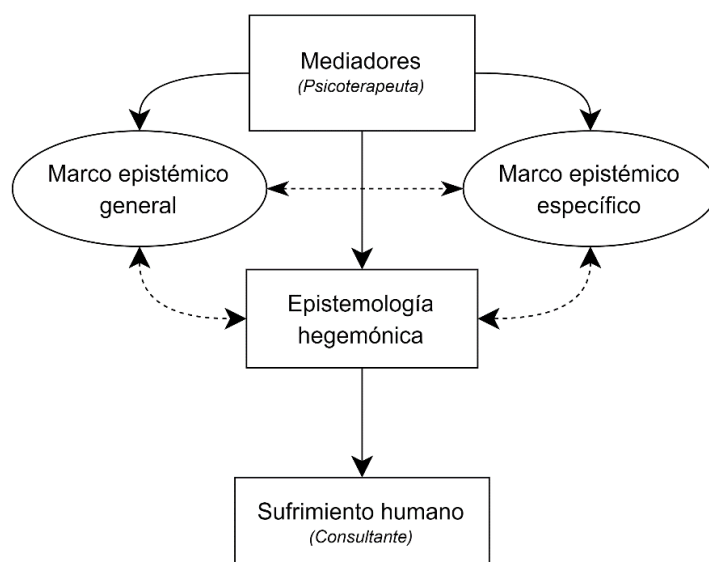 Mediadores
(Psicoterapeuta)
Marco epistémico
general
Marco epistémico
específico
Epistemología
hegemónica
Sufrimiento humano
(Consultante)